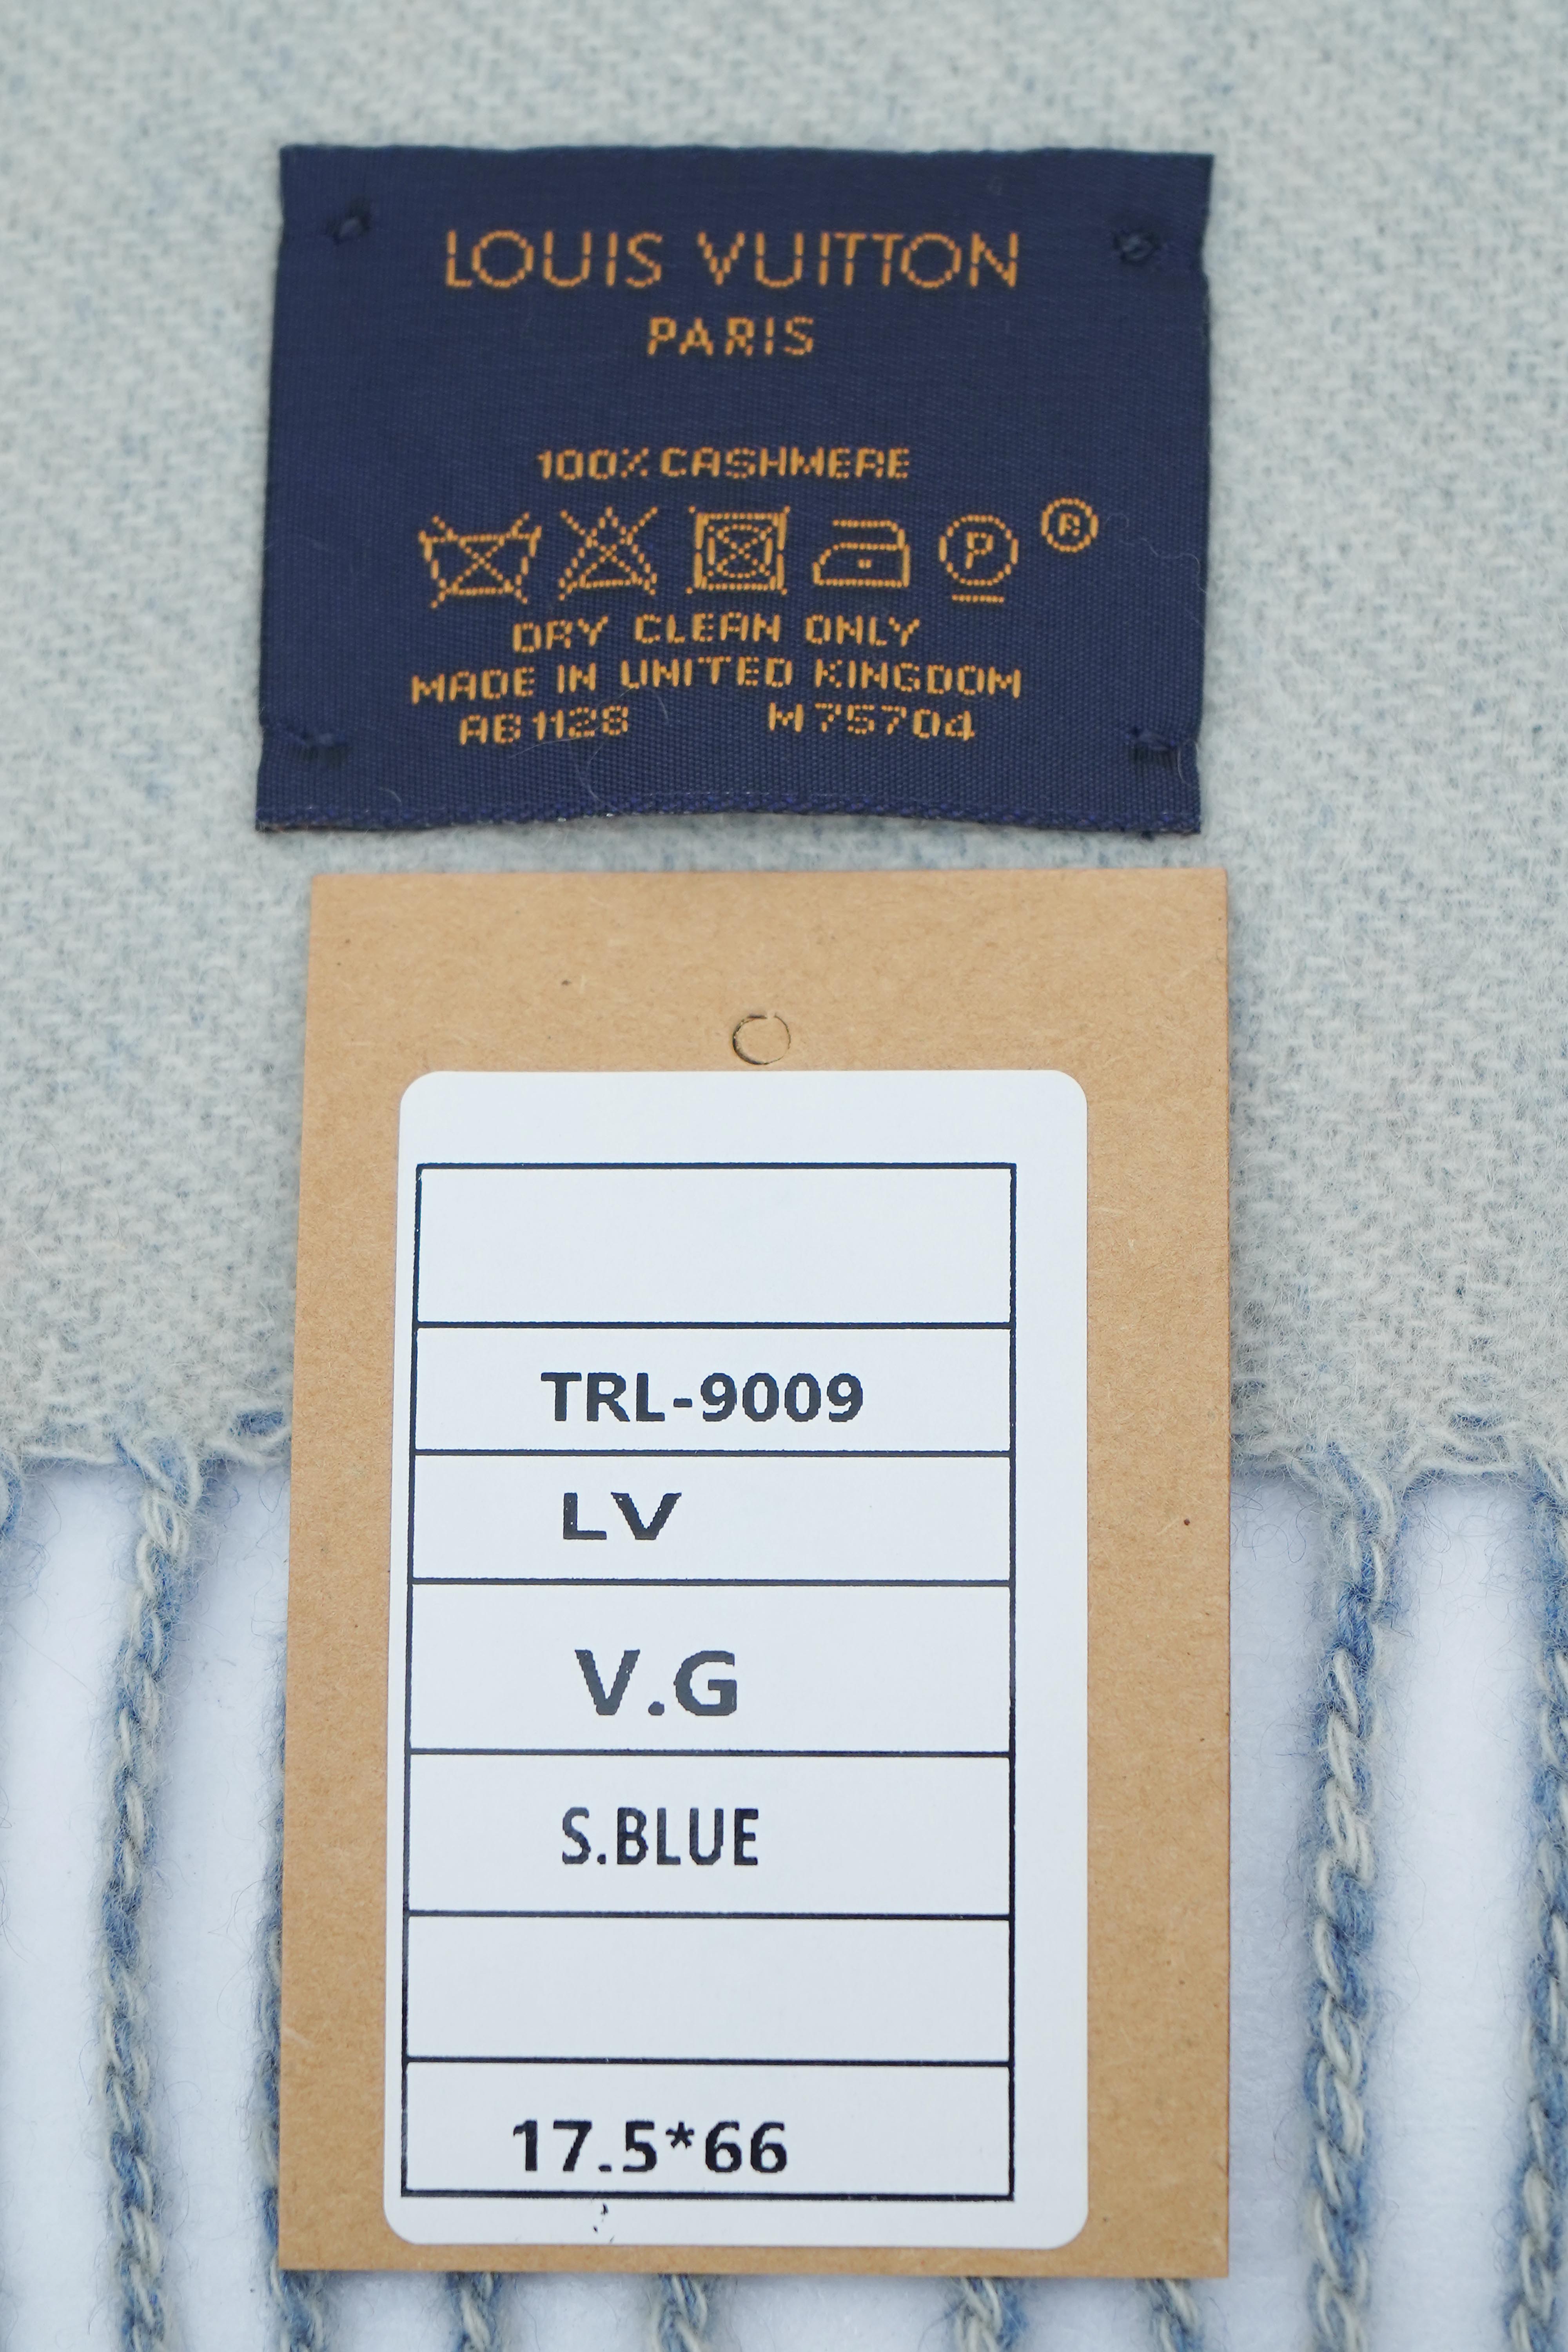 LOUIS VUITTON
PARIS
100% CASHMERE
P ®
DRY CLEAN ONLY
MADE IN UNITED KINGDOM
AB1128 M75704
TRL-9009
LV
V.G
S.BLUE
17.5*66